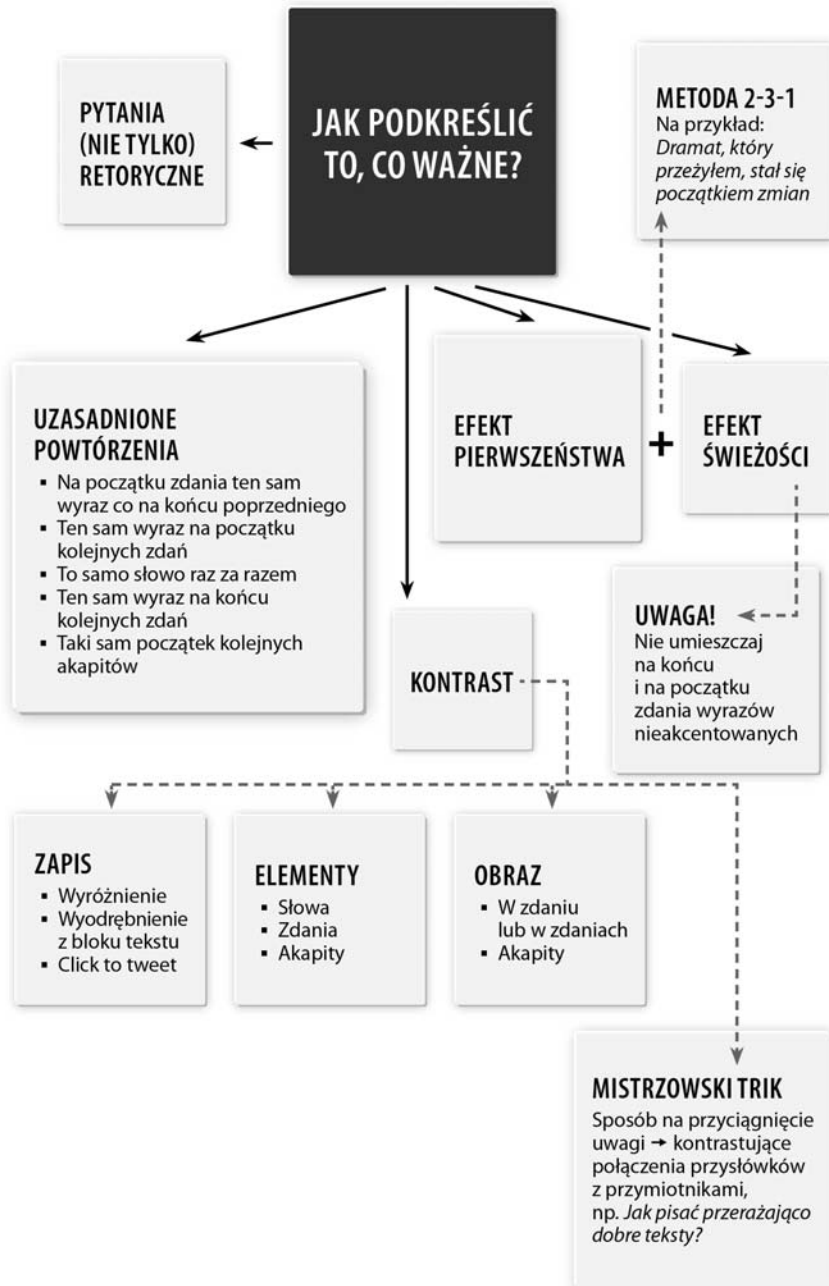 JAK PODKREŚLIĆ
TO, CO WAŻNE?
PYTANIA
(NIE TYLKO)
RETORYCZNE
METODA 2-3-1
Na przykład:
Dramat, który
przeżyłem, stał się
początkiem zmian
UZASADNIONE
POWTÓRZENIA
▪ Na początku zdania ten sam
wyraz co na końcu poprzedniego
▪ Ten sam wyraz na początku
kolejnych zdań
▪ To samo słowo raz za razem
▪ Ten sam wyraz na końcu
kolejnych zdań
▪ Taki sam początek kolejnych
akapitów
EFEKT
PIERWSZEŃSTWA
+
EFEKT
ŚWIEŻOŚCI
UWAGA!
Nie umieszczaj
na końcu
i na początku
zdania wyrazów
nieakcentowanych
KONTRAST
ZAPIS
▪ Wyróżnienie
▪ Wyodrębnienie
z bloku tekstu
▪ Click to tweet
ELEMENTY
▪ Słowa
▪ Zdania
▪ Akapity
OBRAZ
▪ W zdaniu
lub w zdaniach
▪ Akapity
MISTRZOWSKI TRIK
Sposób na przyciągnięcie
uwagi → kontrastujące
połączenia przysłówków
z przymiotnikami,
np. Jak pisać przerażająco
dobre teksty?